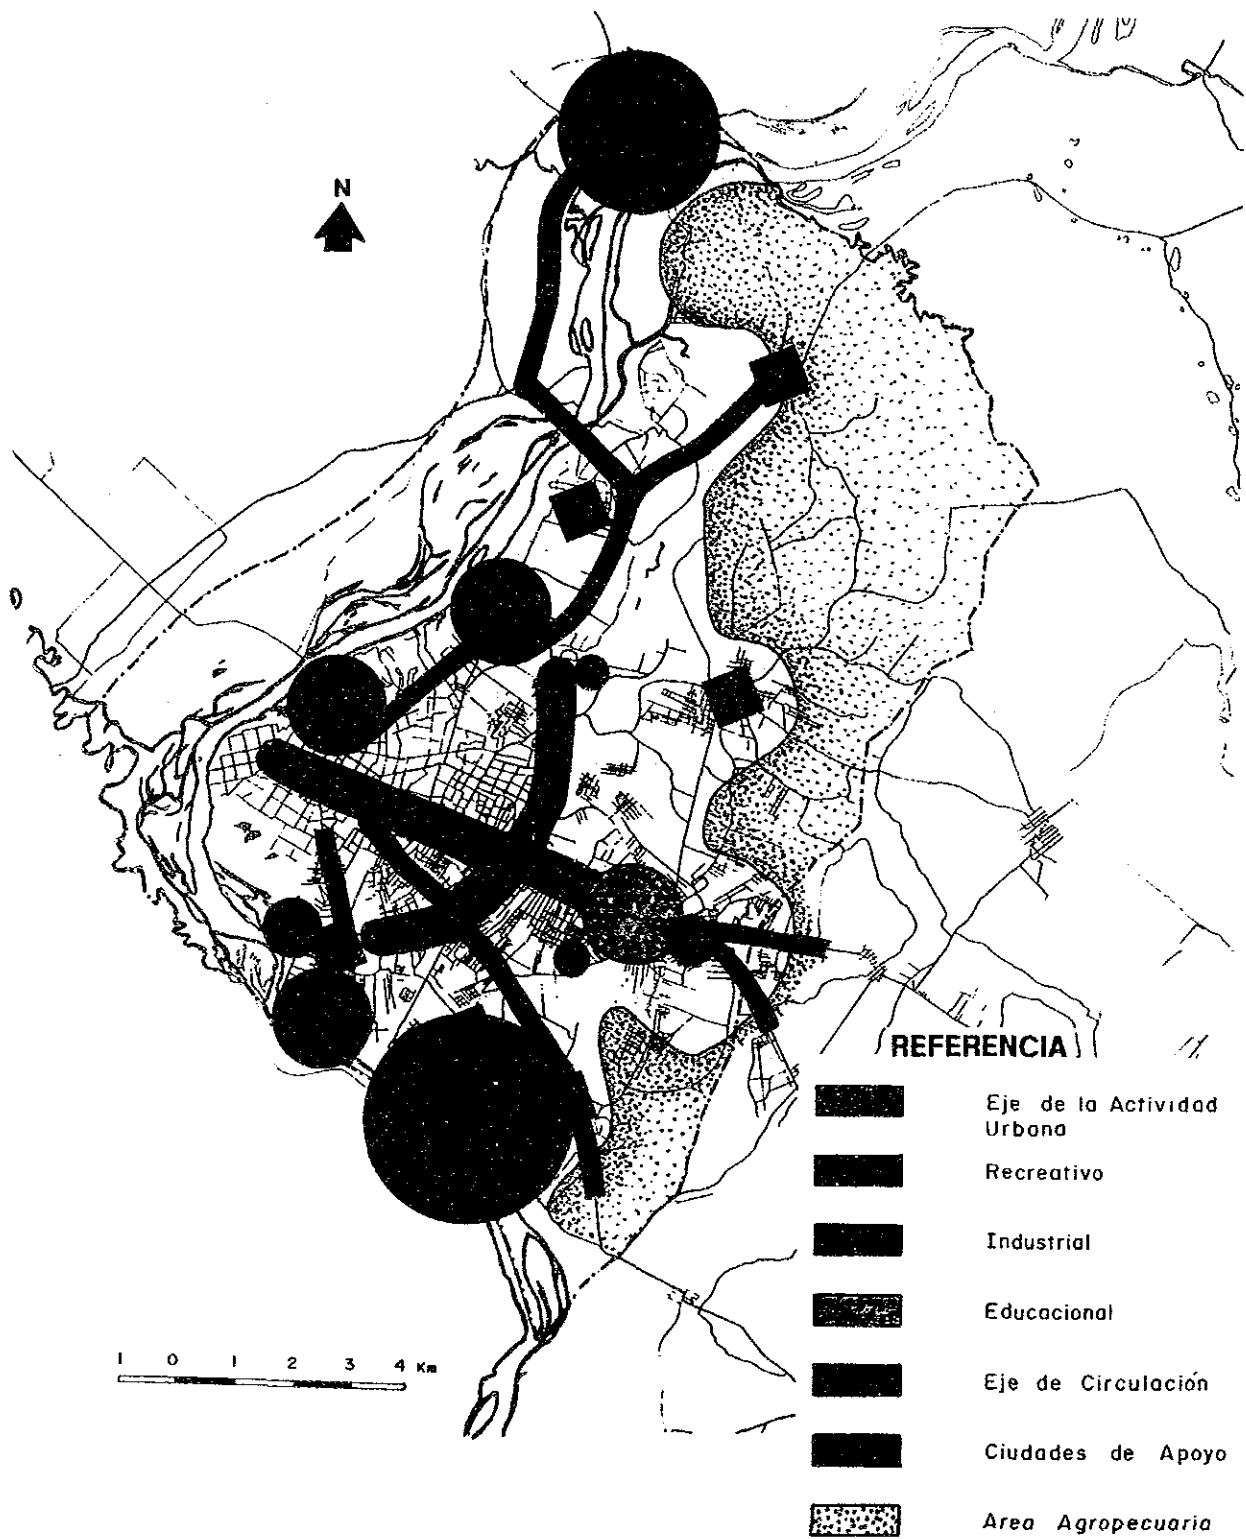 N
REFERENCIA
Eje de la Actividad
Urbana
Recreativo
Industrial
Educacional
Eje de Circulación
Ciudades de Apoyo
Area Agropecuaria
1 0 1 2 3 4 Km